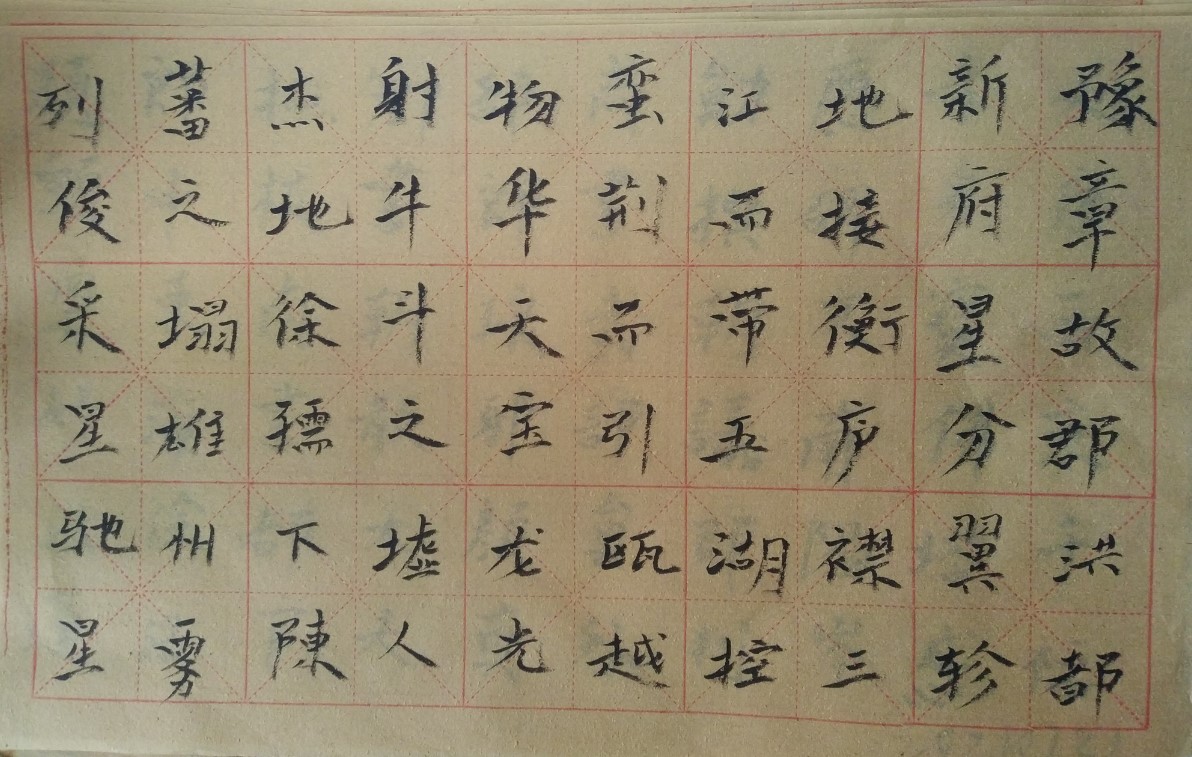 豫章故郡洪都
新府星分翼轸
地接衡庐襟三
江而带五湖控
蛮荆而引瓯越
物华天宝龙光
射牛斗之墟人
杰地徐孺下陳
蕃之塌雄州雾
列俊采星驰星